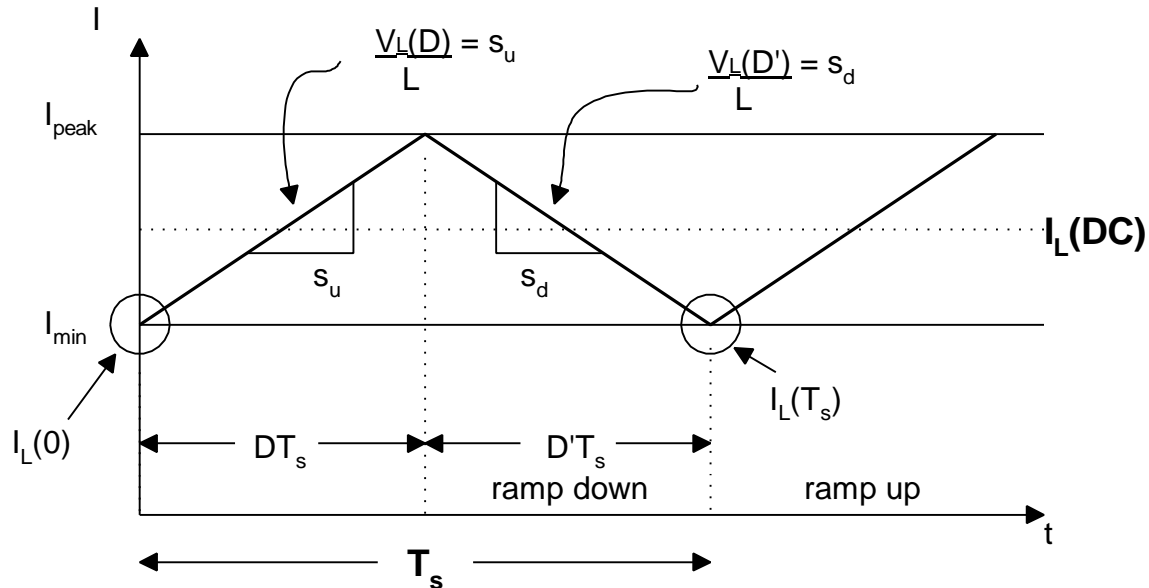 I
V_L(D) = s_u
L
V_L(D') = s_d
L
I_peak
I_L(DC)
s_u
s_d
I_min
I_L(T_s)
I_L(0)
DT_s
D'T_s
ramp down
ramp up
t
T_s